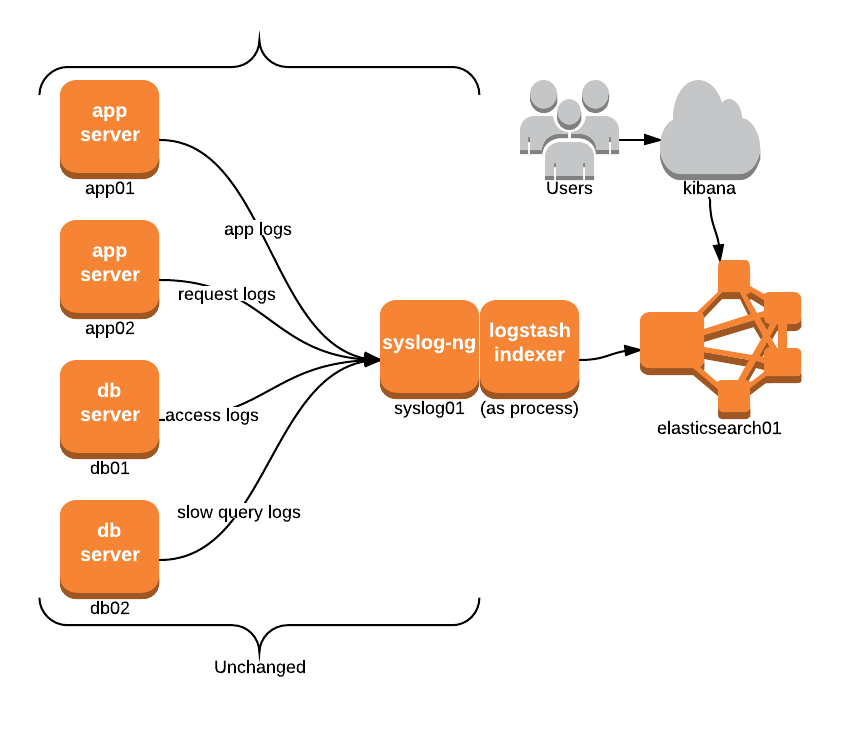 app
server
app01
app
server
app02
db
server
db01
db
server
db02
app logs
request logs
access logs
slow query logs
syslog-ng
syslog01
logstash
indexer
(as process)
Users
kibana
elasticsearch01
Unchanged